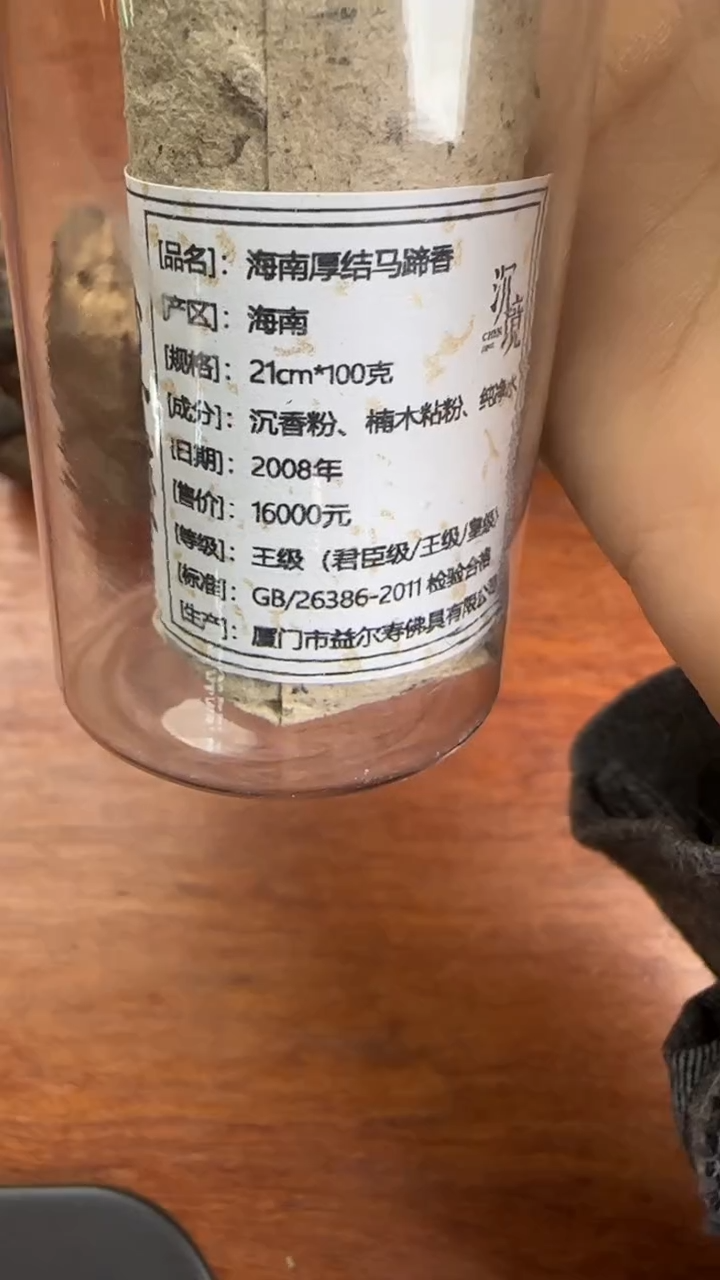 [品名]：海南厚结马蹄香
[产区]：海南
[规格]：21cm*100克
[成分]：沉香粉、楠木粘粉、纯净水
[日期]：2008年
[售价]：16000元
[等级]：王级（君臣级/王级/皇级）
[标准]：GB/26386-2011 检验合格
[生产]：厦门市益尔寿佛具有限公司
沉境